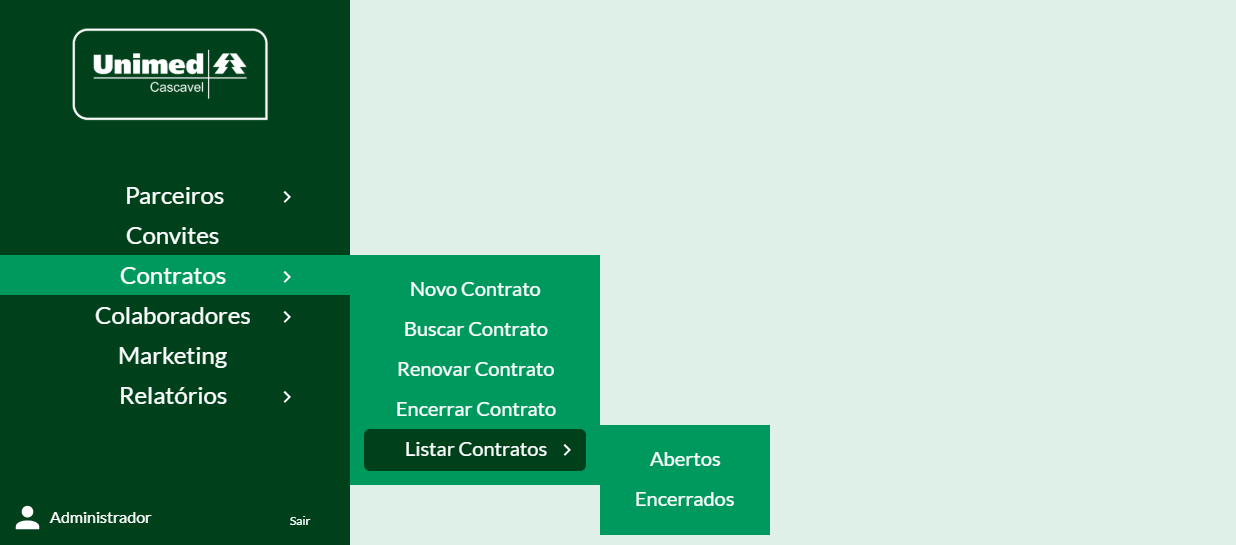 Unimed
Cascavel
Parceiros
Convites
Contratos
Colaboradores
Marketing
Relatórios
Novo Contrato
Buscar Contrato
Renovar Contrato
Encerrar Contrato
Listar Contratos
Abertos
Encerrados
Administrador
Sair